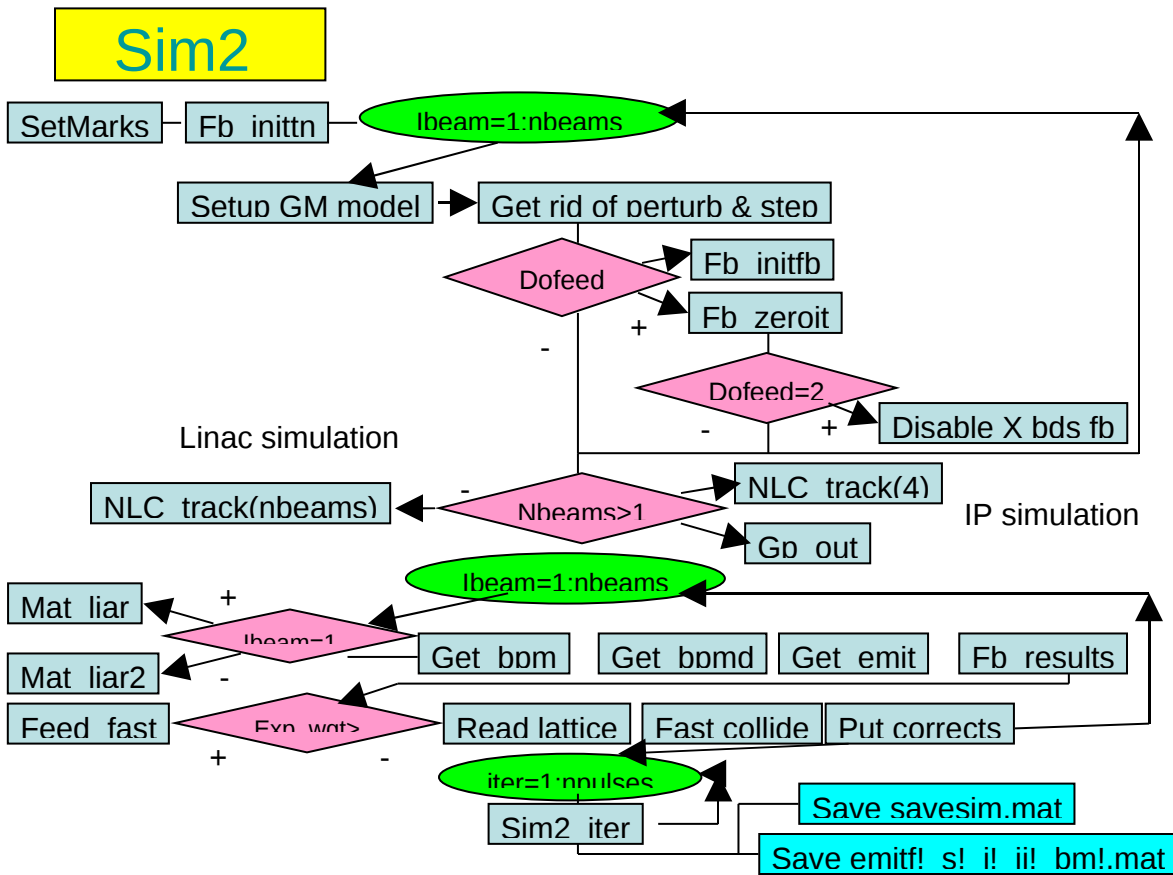 Sim2
SetMarks
Fb_inittn
Ibeam=1:nbeams
Setup GM model
Get rid of perturb & step
Dofeed
Fb_initfb
Fb_zeroit
+
-
Dofeed=2
-
+
Disable X bds fb
Linac simulation
NLC_track(nbeams)
-
Nbeams>1
NLC_track(4)
Gp_out
IP simulation
Ibeam=1:nbeams
Mat_liar
+
Ibeam=1
Mat_liar2
-
Get_bpm
Get_bpmd
Get_emit
Fb_results
Feed_fast
Exp_wgt>
+
-
Read lattice
Fast collide
Put corrects
iter=1:npulses
Sim2_iter
Save savesim.mat
Save emitf!_s!_i!_ii!_bm!.mat